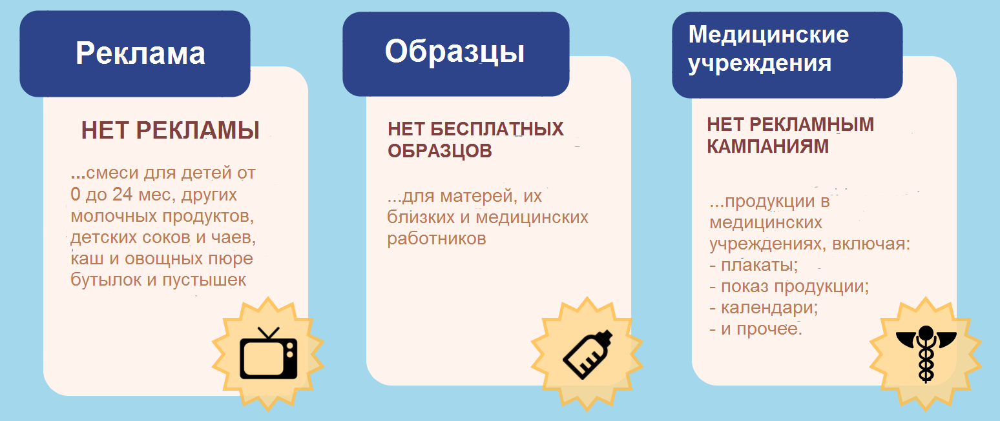 Реклама
НЕТ РЕКЛАМЫ
...смеси для детей от
0 до 24 мес, других
молочных продуктов,
детских соков и чаев,
каш и овощных пюре
бутылок и пустышек
Образцы
НЕТ БЕСПЛАТНЫХ
ОБРАЗЦОВ
...для матерей, их
близких и медицинских
работников
Медицинские
учреждения
НЕТ РЕКЛАМНЫМ
КАМПАНИЯМ
...продукции в
медицинских
учреждениях, включая:
- плакаты;
- показ продукции;
- календари;
- и прочее.